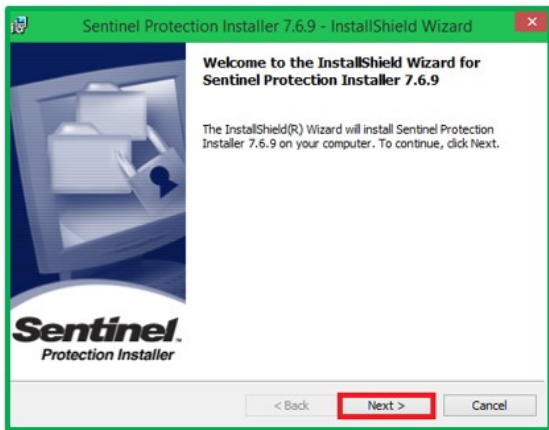 Sentinel Protection Installer 7.6.9 - InstallShield Wizard
Welcome to the InstallShield Wizard for
Sentinel Protection Installer 7.6.9
The InstallShield(R) Wizard will install Sentinel Protection
Installer 7.6.9 on your computer. To continue, click Next.
Sentinel.
Protection Installer
< Back Next > Cancel